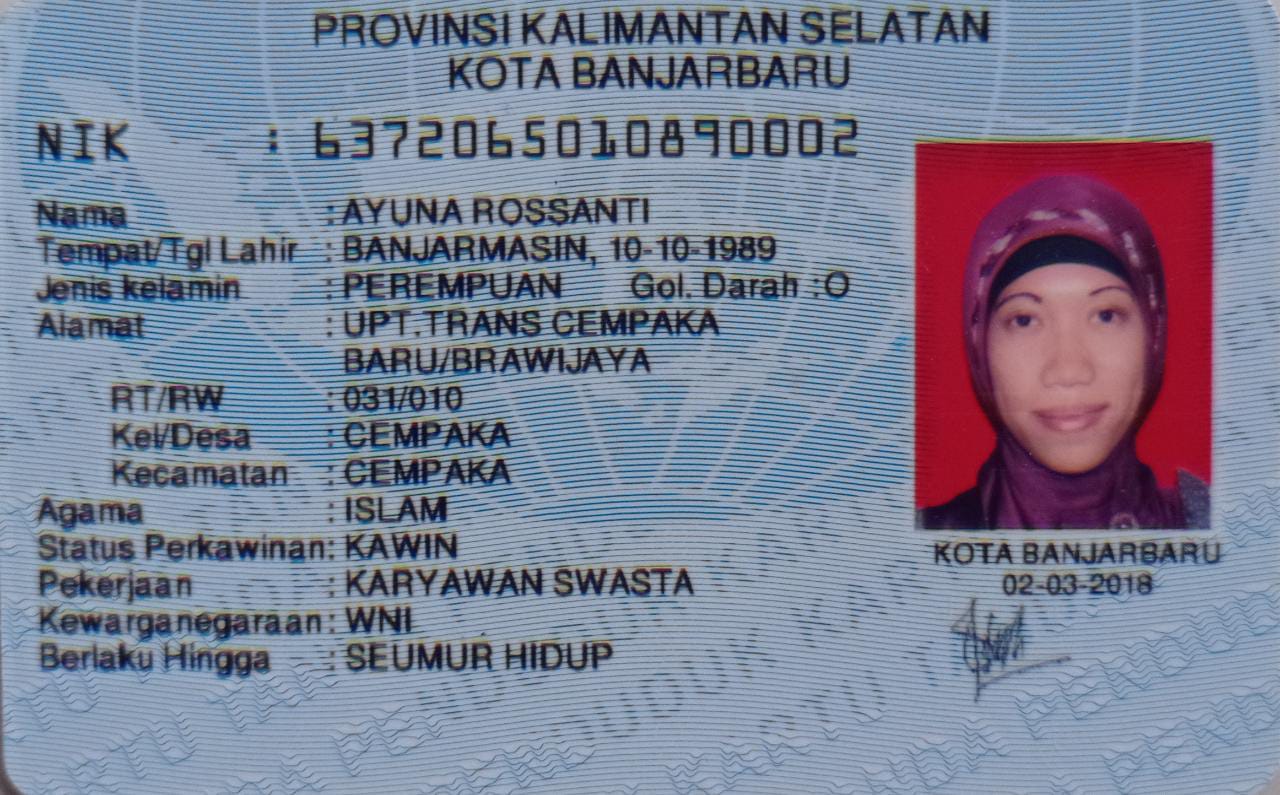 PROVINSI KALIMANTAN SELATAN
KOTA BANJARBARU
NIK : 6372065010890002
Nama : AYUNA ROSSANTI
Tempat/Tgl Lahir : BANJARMASIN, 10-10-1989
Jenis kelamin : PEREMPUAN Gol. Darah : O
Alamat : UPT.TRANS CEMPAKA
BARU/BRAWIJAYA
RT/RW : 031/010
Kel/Desa : CEMPAKA
Kecamatan : CEMPAKA
Agama : ISLAM
Status Perkawinan: KAWIN
Pekerjaan : KARYAWAN SWASTA
Kewarganegaraan: WNI
Berlaku Hingga : SEUMUR HIDUP
KOTA BANJARBARU
02-03-2018